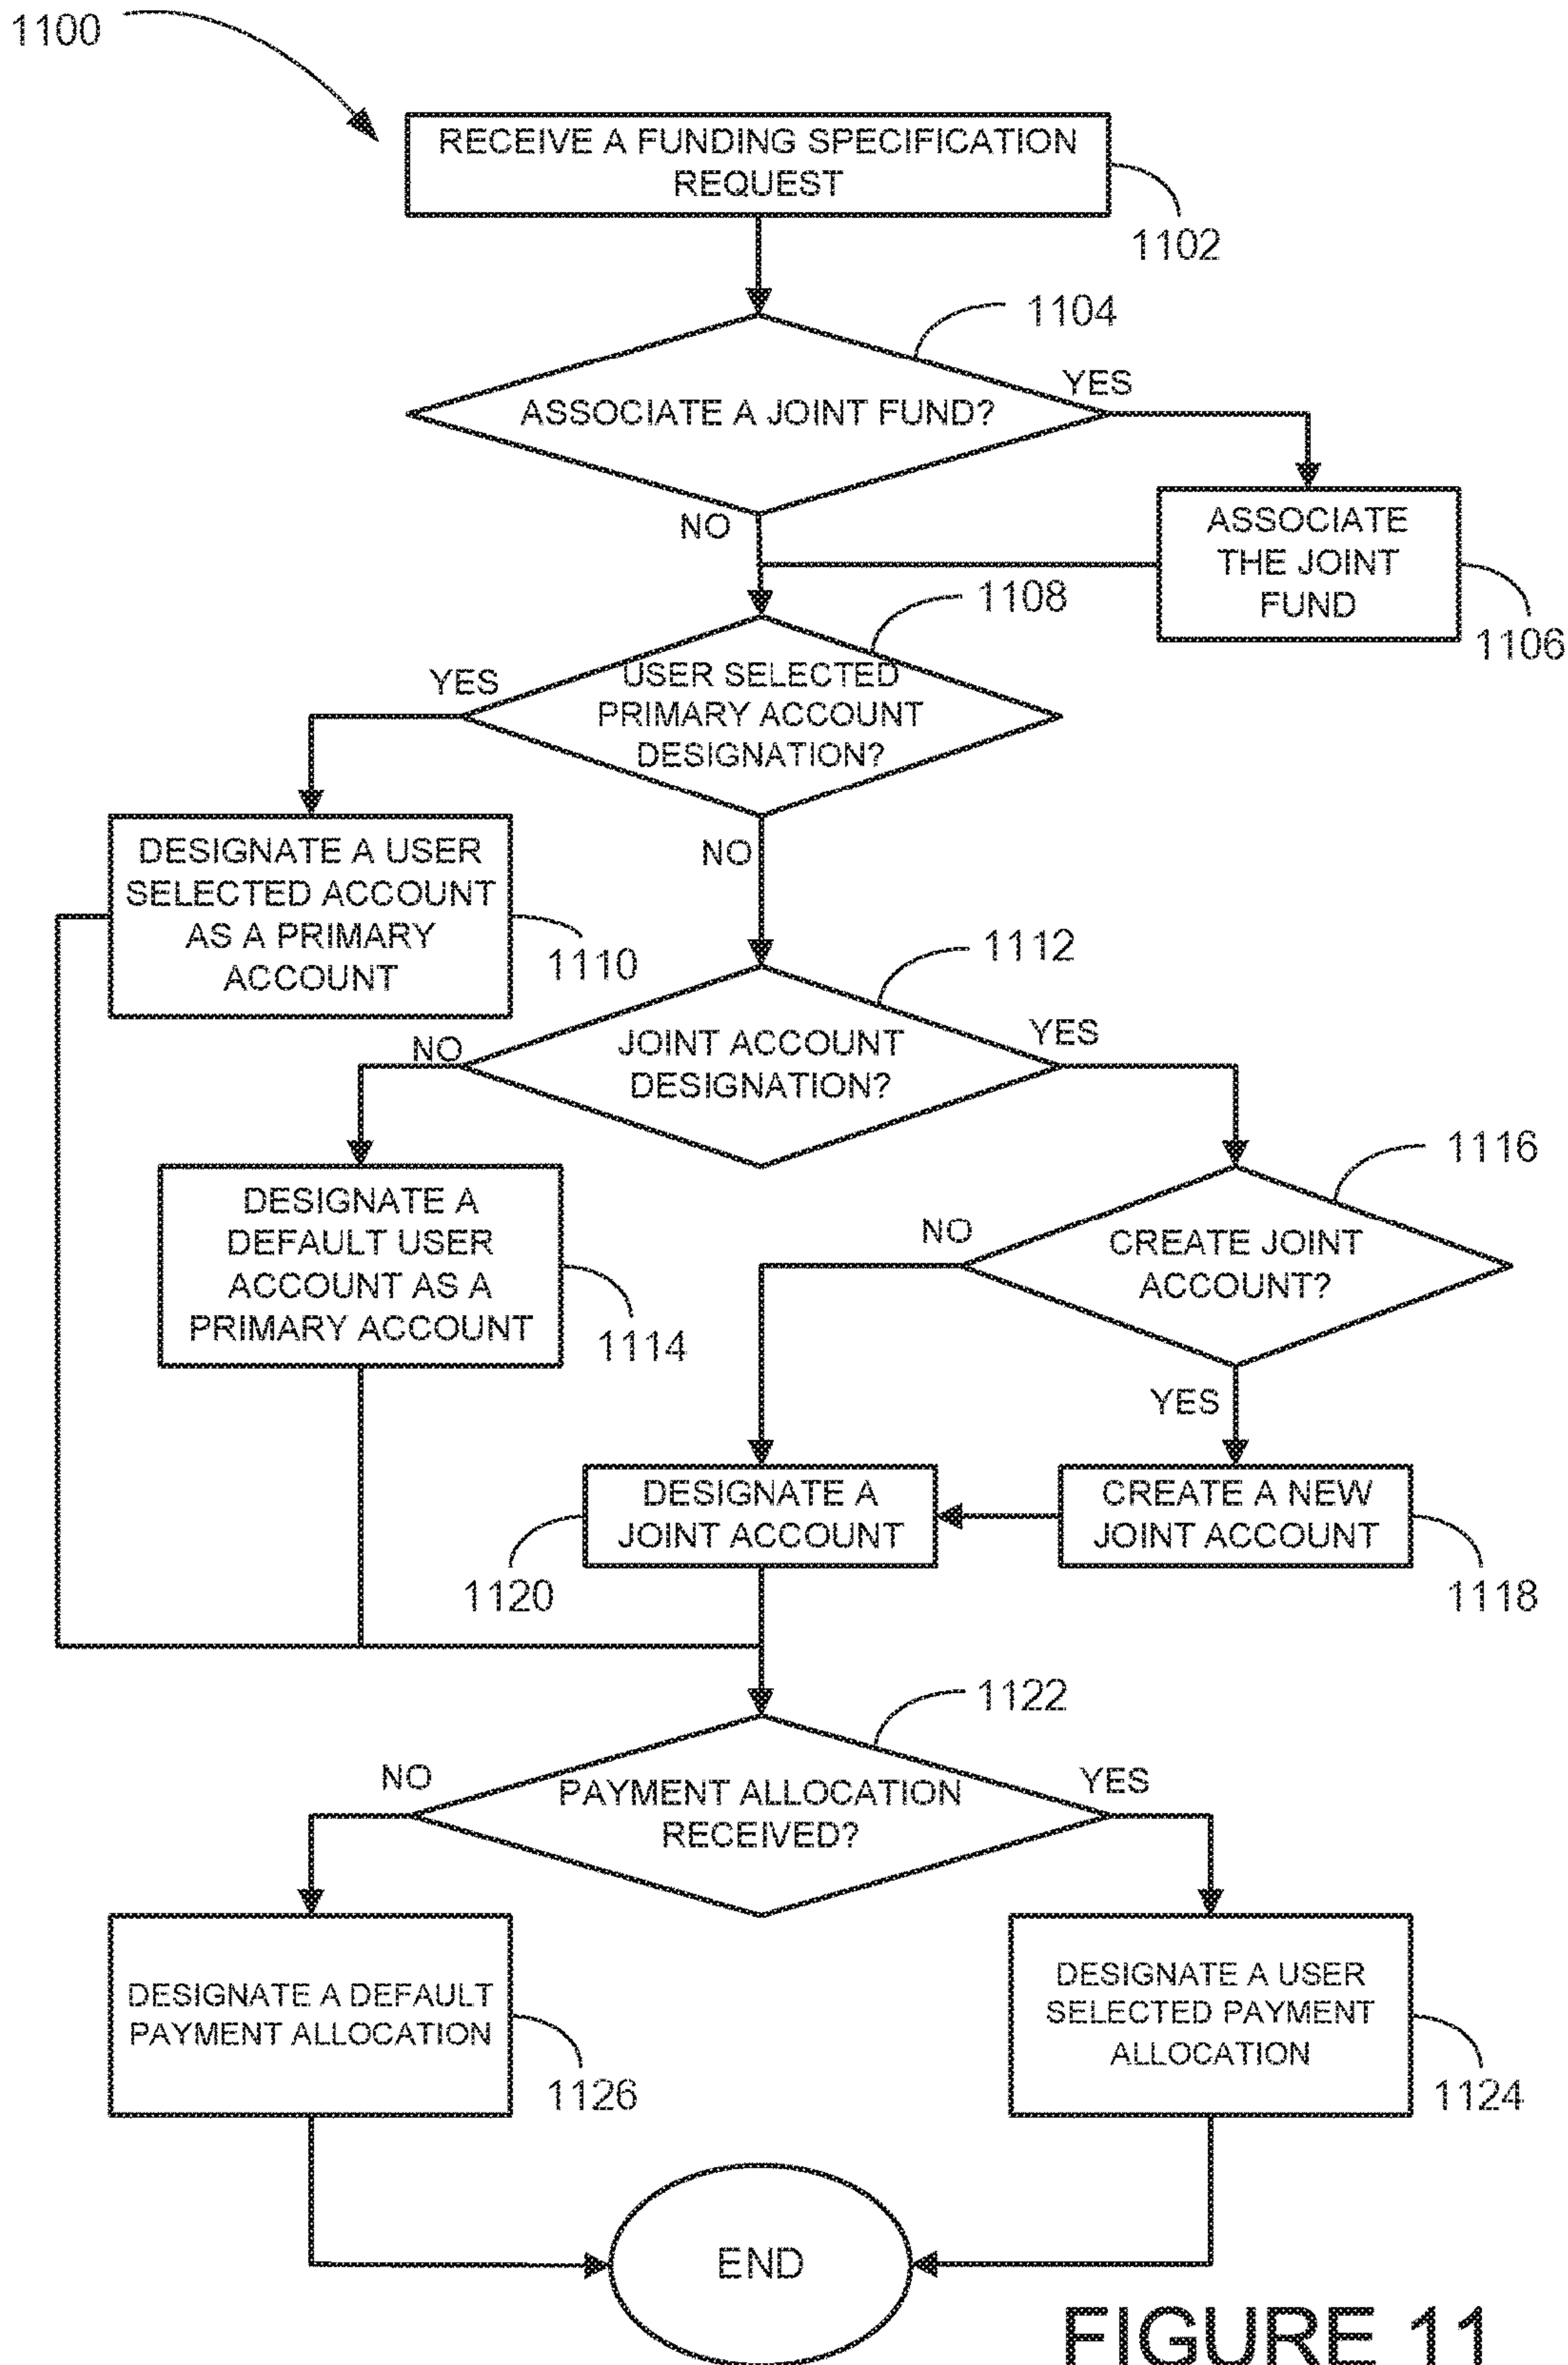 1100
RECEIVE A FUNDING SPECIFICATION
REQUEST
1102
1104
YES
ASSOCIATE A JOINT FUND?
NO
ASSOCIATE
THE JOINT
FUND
1106
1108
YES
USER SELECTED
PRIMARY ACCOUNT
DESIGNATION?
NO
DESIGNATE A USER
SELECTED ACCOUNT
AS A PRIMARY
ACCOUNT
1110
1112
NO
JOINT ACCOUNT
DESIGNATION?
YES
1116
DESIGNATE A
DEFAULT USER
ACCOUNT AS A
PRIMARY ACCOUNT
1114
NO
CREATE JOINT
ACCOUNT?
YES
DESIGNATE A
JOINT ACCOUNT
1120
CREATE A NEW
JOINT ACCOUNT
1118
1122
NO
PAYMENT ALLOCATION
RECEIVED?
YES
DESIGNATE A DEFAULT
PAYMENT ALLOCATION
1126
DESIGNATE A USER
SELECTED PAYMENT
ALLOCATION
1124
END
FIGURE 11